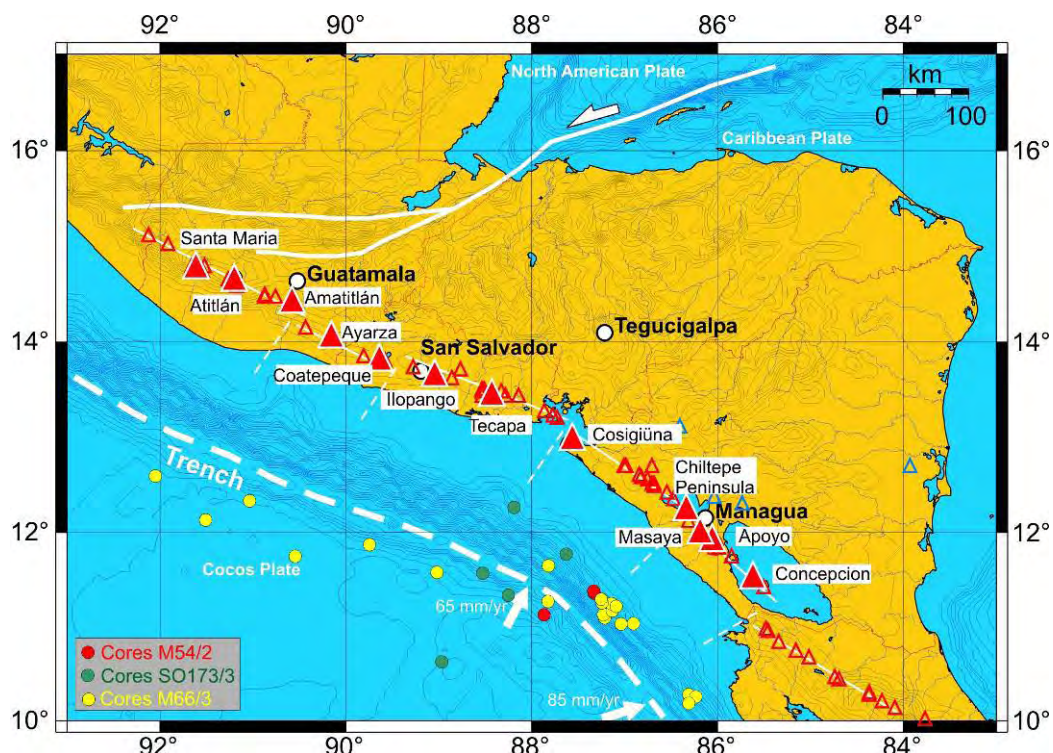 92° 90° 88° 86° 84°
North American Plate
km
0 100
Caribbean Plate
16° 16°
Santa Maria
Guatamala
Atitlán
Amatitlán
Ayarza
Tegucigalpa
14° 14°
San Salvador
Coatepeque
Ilopango
Tecapa
Cosigüna
Trench
Chiltepe
Peninsula
Managua
12° 12°
Masaya
Apoyo
Cocos Plate
Concepcion
65 mm/yr
Cores M54/2
Cores SO173/3
Cores M66/3
85 mm/yr
10° 10°
92° 90° 88° 86° 84°